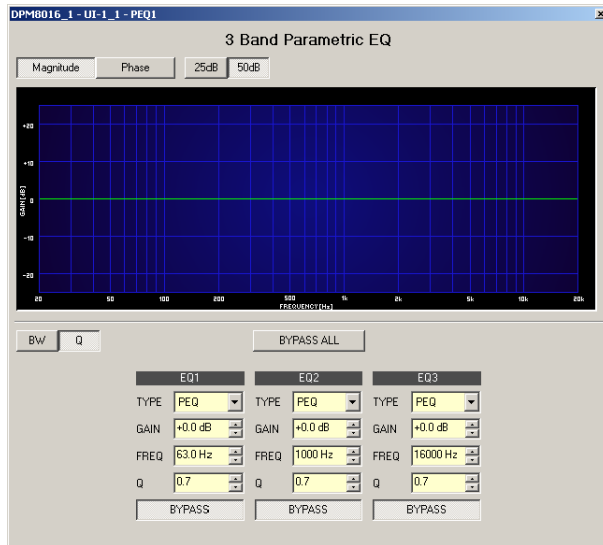 DPM8016_1 - UI-1_1 - PEQ1
3 Band Parametric EQ
Magnitude Phase 25dB 50dB
+20
+10
0
-10
-20
GAIN[dB]
20 50 100 200 500 1k 2k 5k 10k 20k
FREQUENCY[Hz]
BW Q BYPASS ALL
EQ1 EQ2 EQ3
TYPE PEQ TYPE PEQ TYPE PEQ
GAIN +0.0 dB GAIN +0.0 dB GAIN +0.0 dB
FREQ 63.0 Hz FREQ 1000 Hz FREQ 16000 Hz
Q 0.7 Q 0.7 Q 0.7
BYPASS BYPASS BYPASS